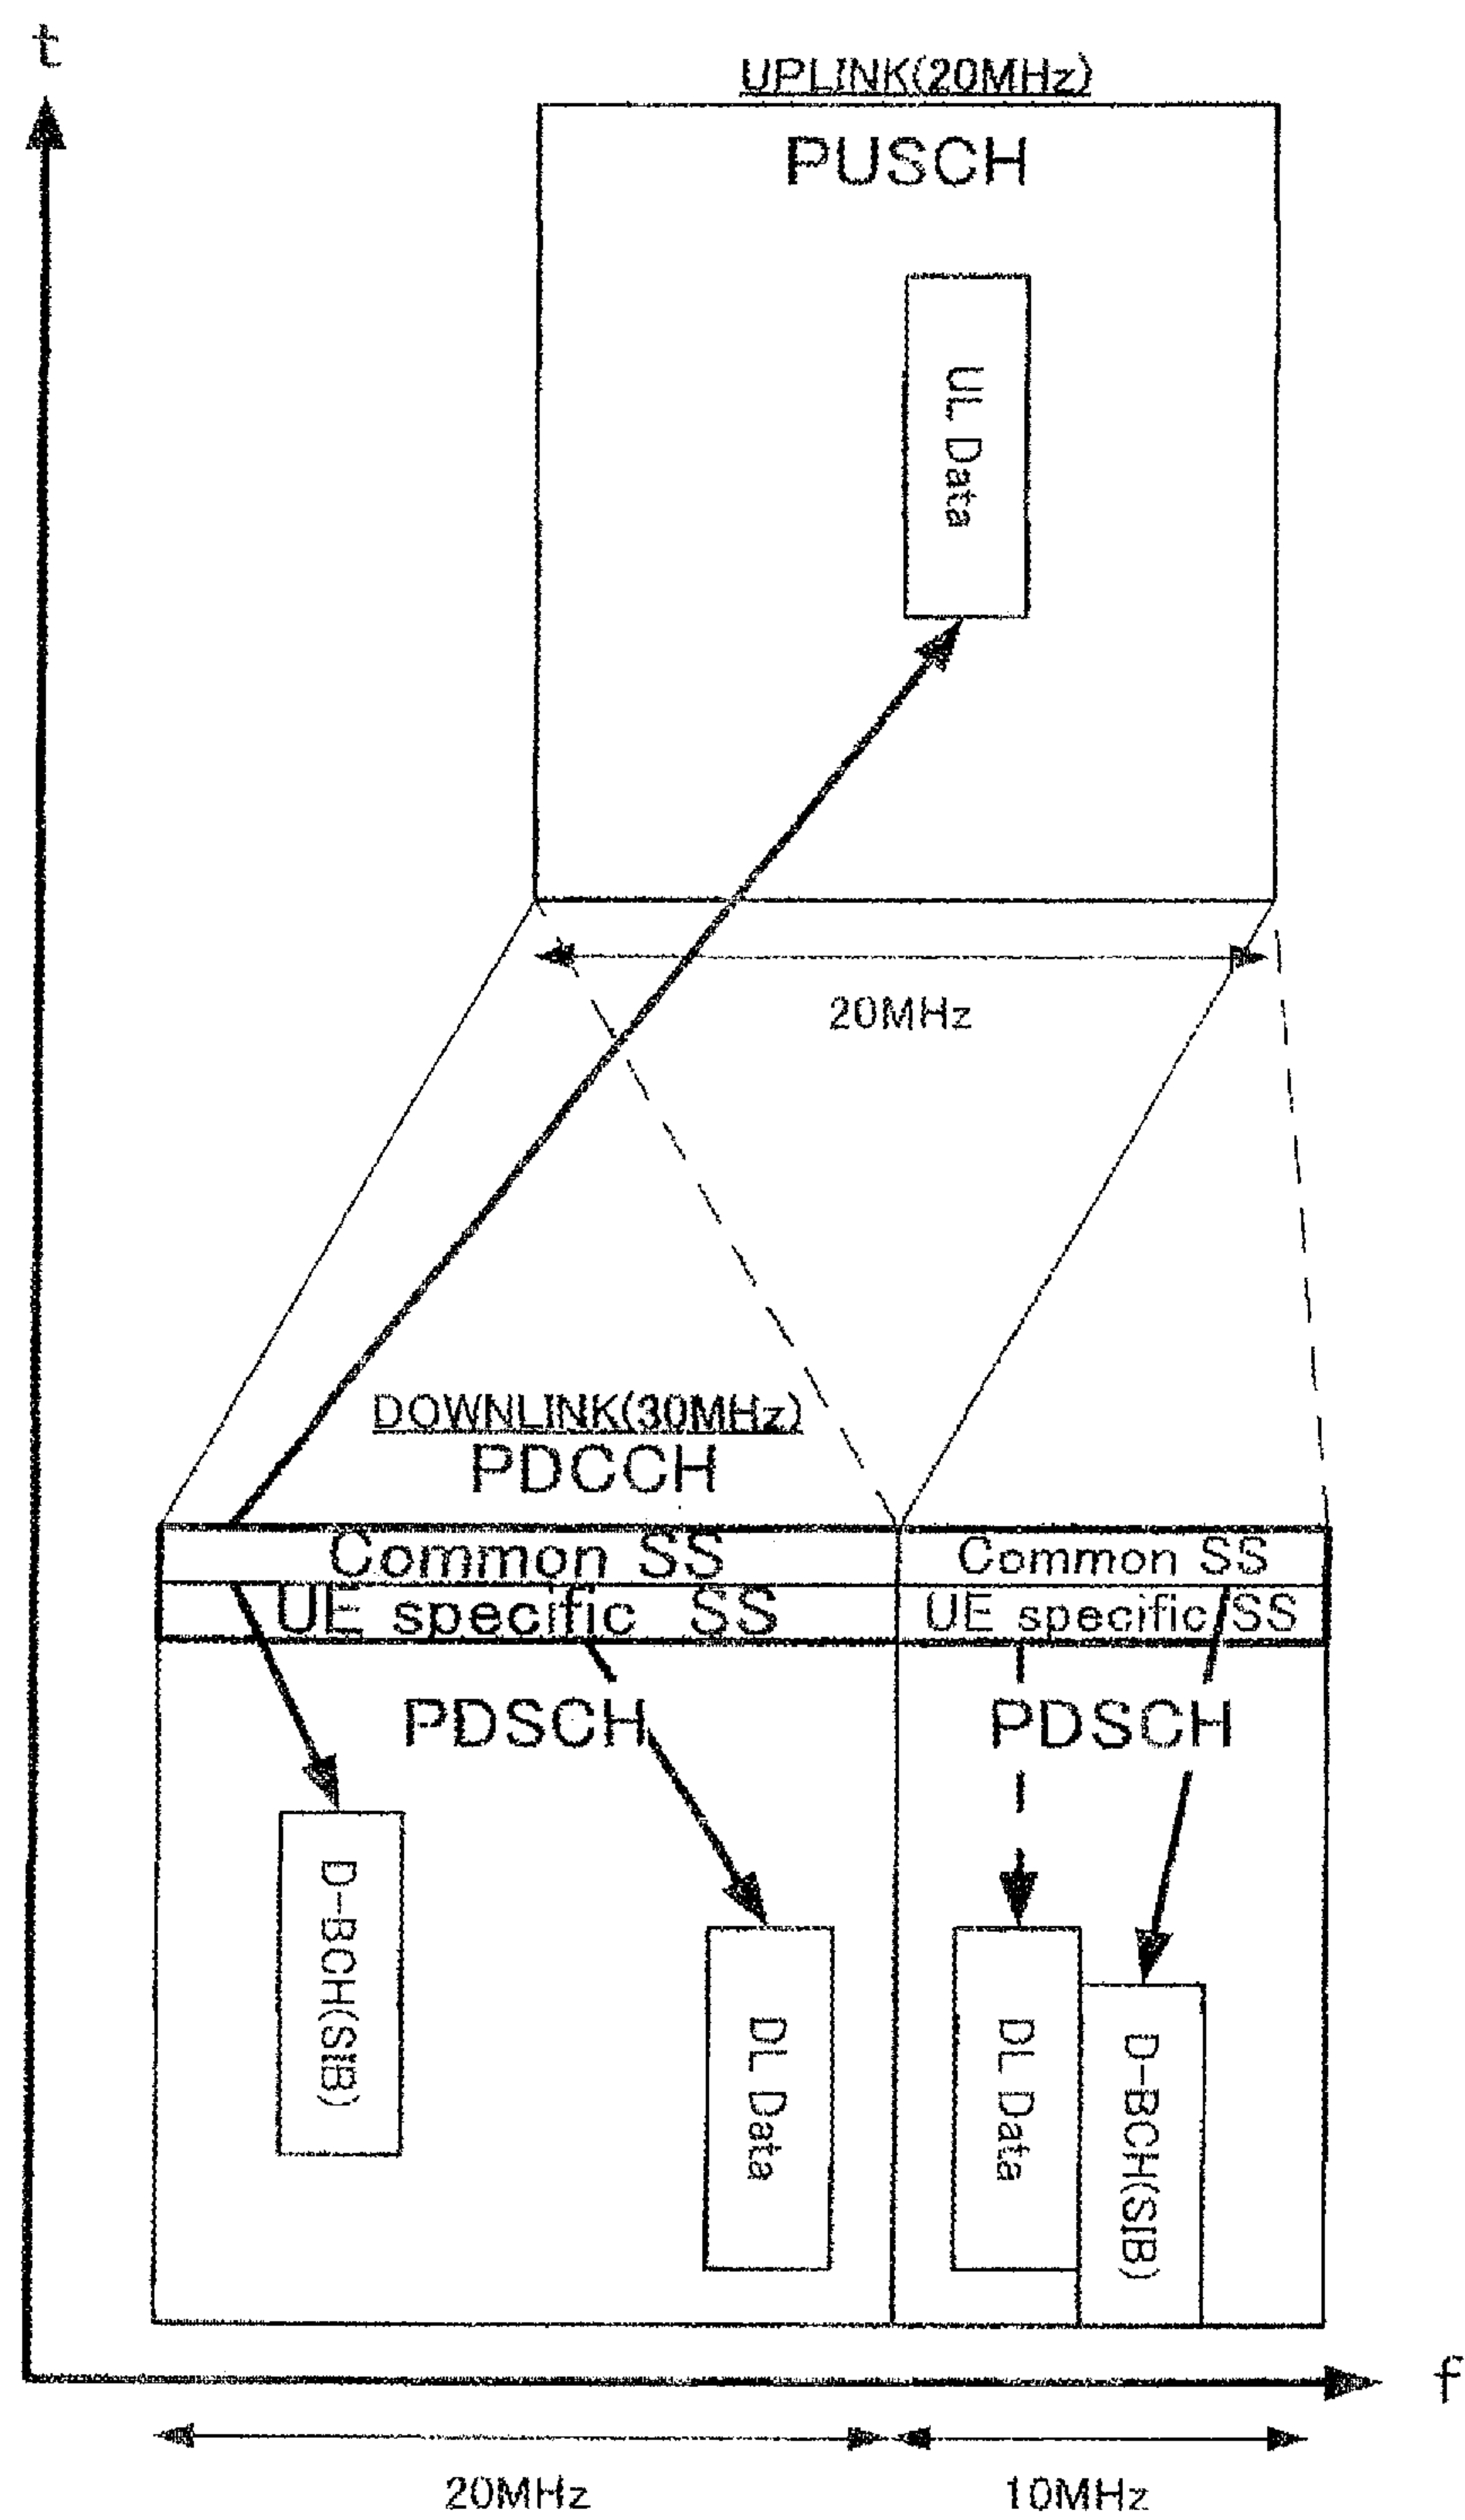 t
UPLINK(20MHz)
PUSCH
UL Data
20MHz
DOWNLINK(30MHz)
PDCCH
Common SS
Common SS
UE specific SS
UE specific SS
PDSCH
PDSCH
D-BCH(SIB)
DL Data
DL Data
D-BCH(SIB)
f
20MHz
10MHz